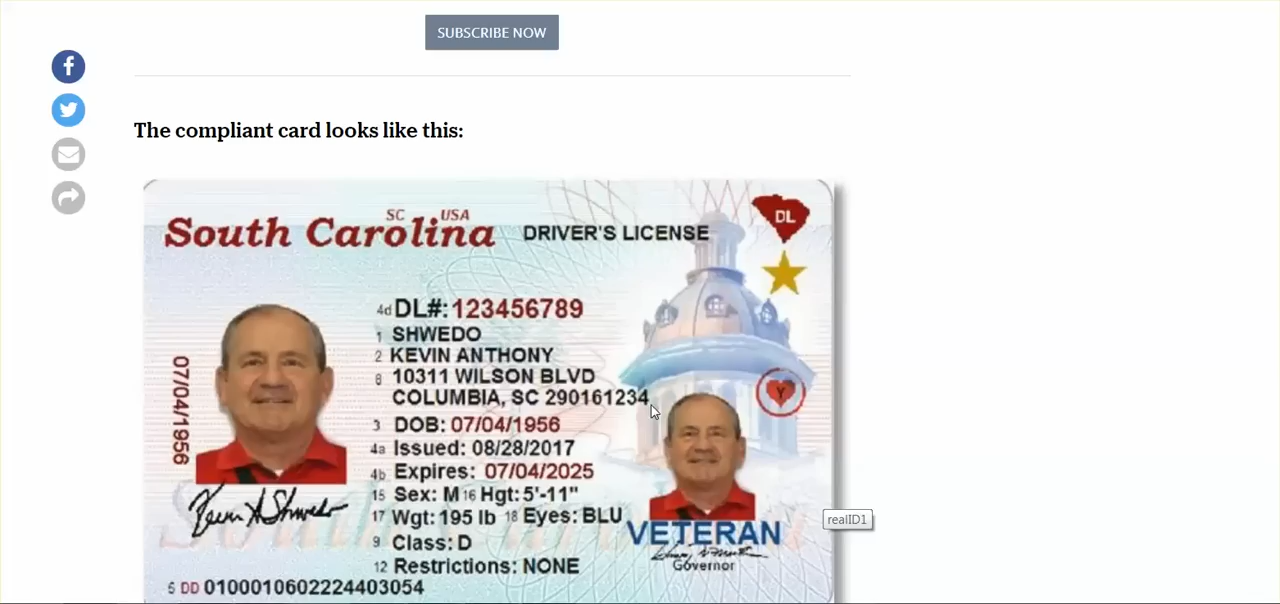 SUBSCRIBE NOW
The compliant card looks like this:
SC USA
South Carolina DRIVER'S LICENSE
DL
4d DL#: 123456789
1 SHWEDO
2 KEVIN ANTHONY
8 10311 WILSON BLVD
COLUMBIA, SC 290161234
Y
07/04/1956
3 DOB: 07/04/1956
4a Issued: 08/28/2017
4b Expires: 07/04/2025
15 Sex: M 16 Hgt: 5'-11"
17 Wgt: 195 lb 18 Eyes: BLU
realID1
VETERAN
9 Class: D
Governor
12 Restrictions: NONE
5 DD 0100010602224403054